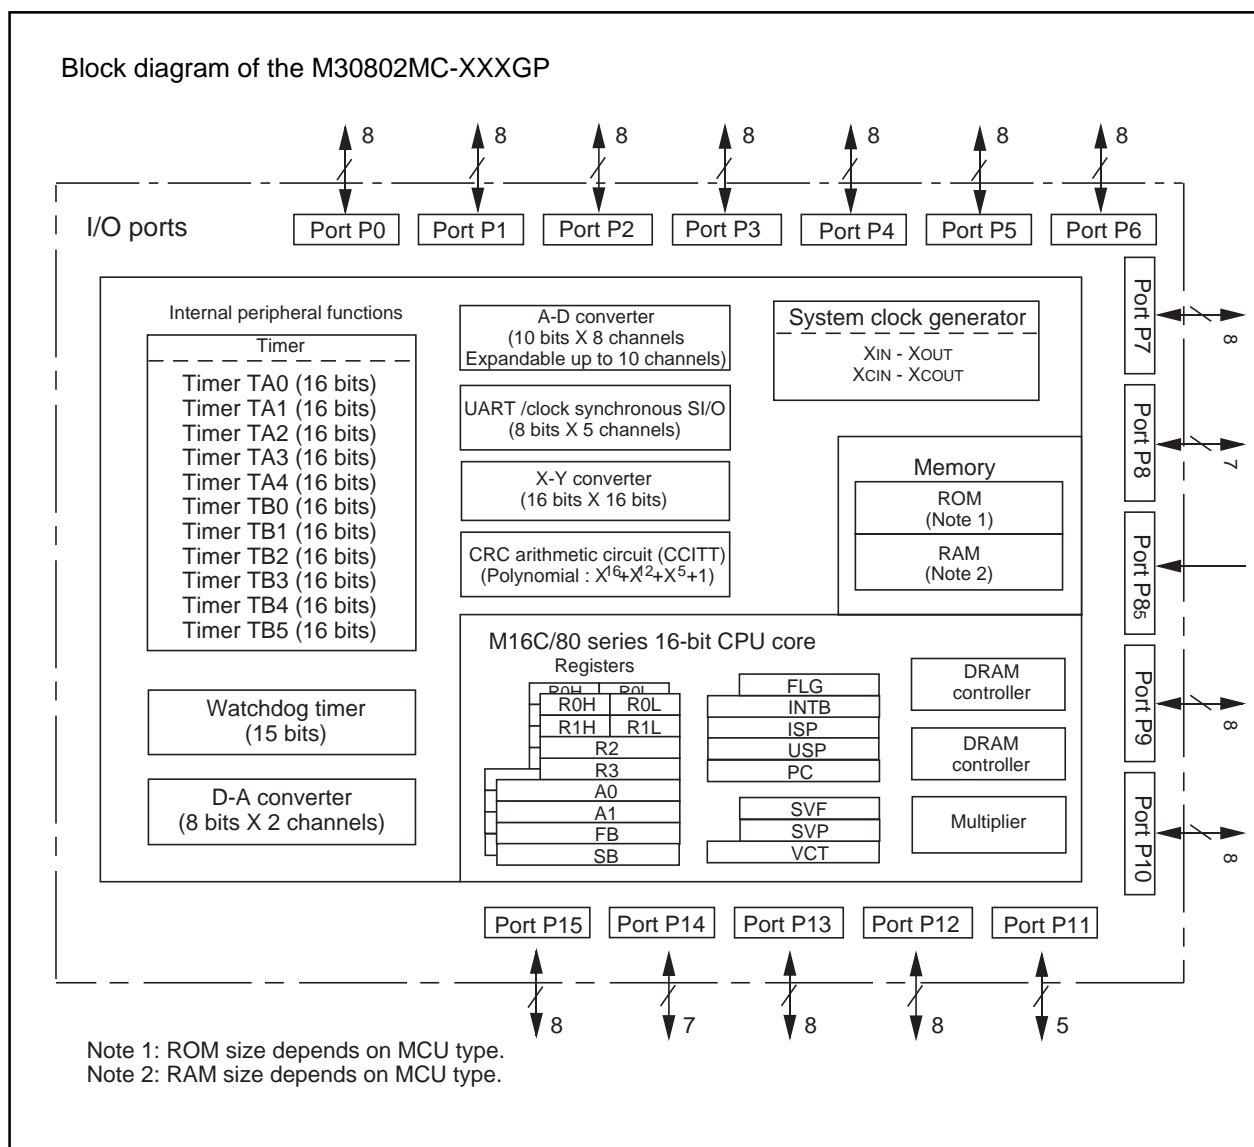 Block diagram of the M30802MC-XXXGP
8 8 8 8 8 8 8
I/O ports
Port P0 Port P1 Port P2 Port P3 Port P4 Port P5 Port P6
Internal peripheral functions
Timer
Timer TA0 (16 bits)
Timer TA1 (16 bits)
Timer TA2 (16 bits)
Timer TA3 (16 bits)
Timer TA4 (16 bits)
Timer TB0 (16 bits)
Timer TB1 (16 bits)
Timer TB2 (16 bits)
Timer TB3 (16 bits)
Timer TB4 (16 bits)
Timer TB5 (16 bits)
Watchdog timer
(15 bits)
D-A converter
(8 bits X 2 channels)
A-D converter
(10 bits X 8 channels
Expandable up to 10 channels)
UART /clock synchronous SI/O
(8 bits X 5 channels)
X-Y converter
(16 bits X 16 bits)
CRC arithmetic circuit (CCITT)
(Polynomial : X16+X12+X5+1)
System clock generator
XIN - XOUT
XCIN - XCOUT
Memory
ROM
(Note 1)
RAM
(Note 2)
M16C/80 series 16-bit CPU core
Registers
R0H R0L
R0H R0L
R1H R1L
R2
R3
A0
A1
FB
SB
FLG
INTB
ISP
USP
PC
SVF
SVP
VCT
DRAM
controller
DRAM
controller
Multiplier
Port P7
8
Port P8
7
Port P85
Port P9
8
Port P10
8
Port P15 Port P14 Port P13 Port P12 Port P11
8 7 8 8 5
Note 1: ROM size depends on MCU type.
Note 2: RAM size depends on MCU type.